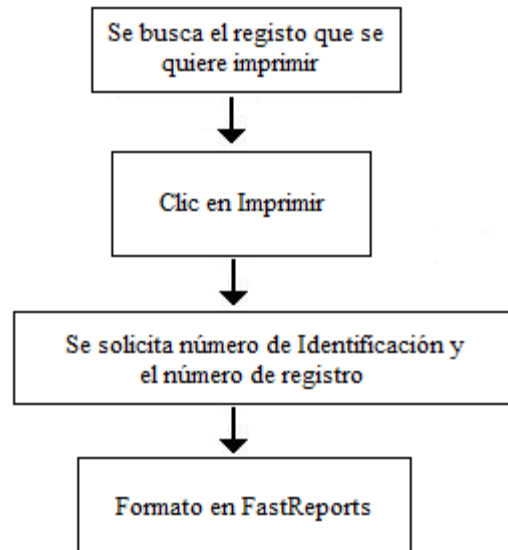 Se busca el registo que se
quiere imprimir
Clic en Imprimir
Se solicita número de Identificación y
el número de registro
Formato en FastReports